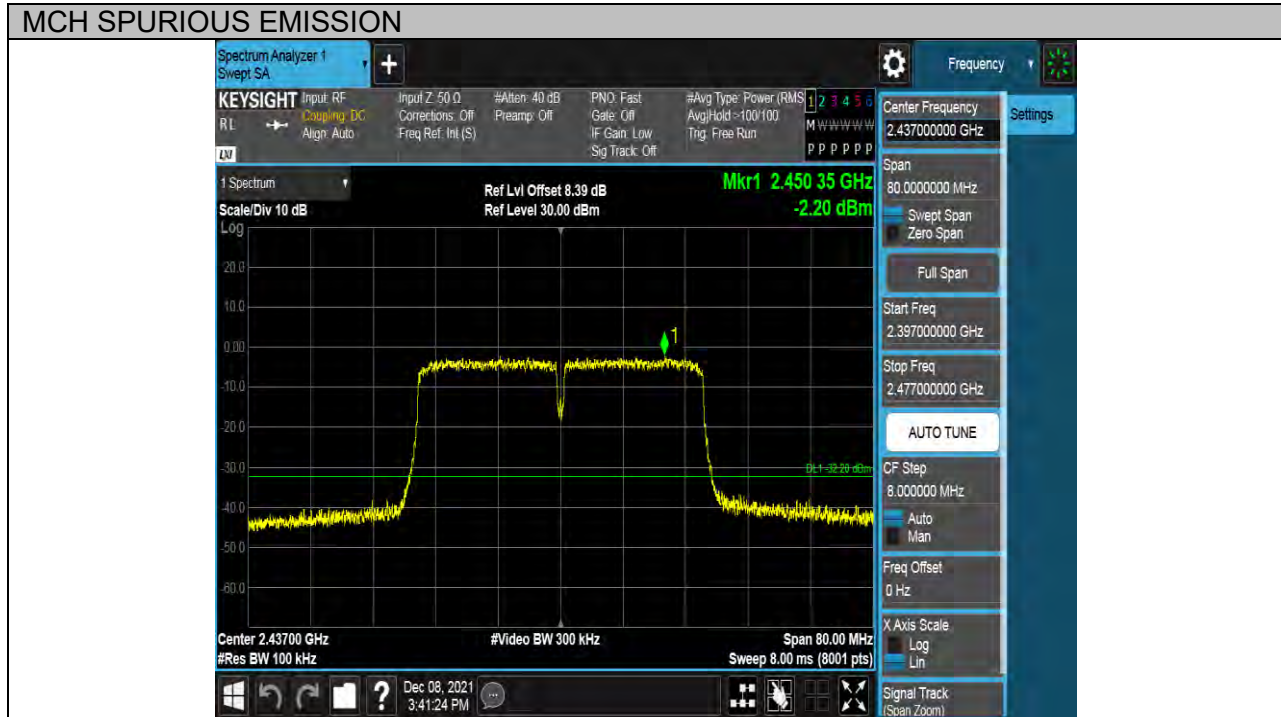 MCH SPURIOUS EMISSION
Spectrum Analyzer 1
Swept SA
+
Frequency
KEYSIGHT
RL
LXI
Input: RF
Coupling: DC
Align: Auto
Input Z: 50 Ω
Corrections: Off
Freq Ref: Int (S)
#Atten: 40 dB
Preamp: Off
PNO: Fast
Gate: Off
IF Gain: Low
Sig Track: Off
#Avg Type: Power (RMS
Avg|Hold >100/100
Trig: Free Run
1 2 3 4 5 6
M W W W W W
P P P P P P
1 Spectrum
Scale/Div 10 dB
Log
Ref Lvl Offset 8.39 dB
Ref Level 30.00 dBm
Mkr1 2.450 35 GHz
-2.20 dBm
20.0
10.0
0.00
-10.0
-20.0
-30.0
-40.0
-50.0
-60.0
1
DL1 -32.20 dBm
Center 2.43700 GHz
#Res BW 100 kHz
#Video BW 300 kHz
Span 80.00 MHz
Sweep 8.00 ms (8001 pts)
?
Dec 08, 2021
3:41:24 PM
Center Frequency
2.437000000 GHz
Settings
Span
80.0000000 MHz
Swept Span
Zero Span
Full Span
Start Freq
2.397000000 GHz
Stop Freq
2.477000000 GHz
AUTO TUNE
CF Step
8.000000 MHz
Auto
Man
Freq Offset
0 Hz
X Axis Scale
Log
Lin
Signal Track
(Span Zoom)